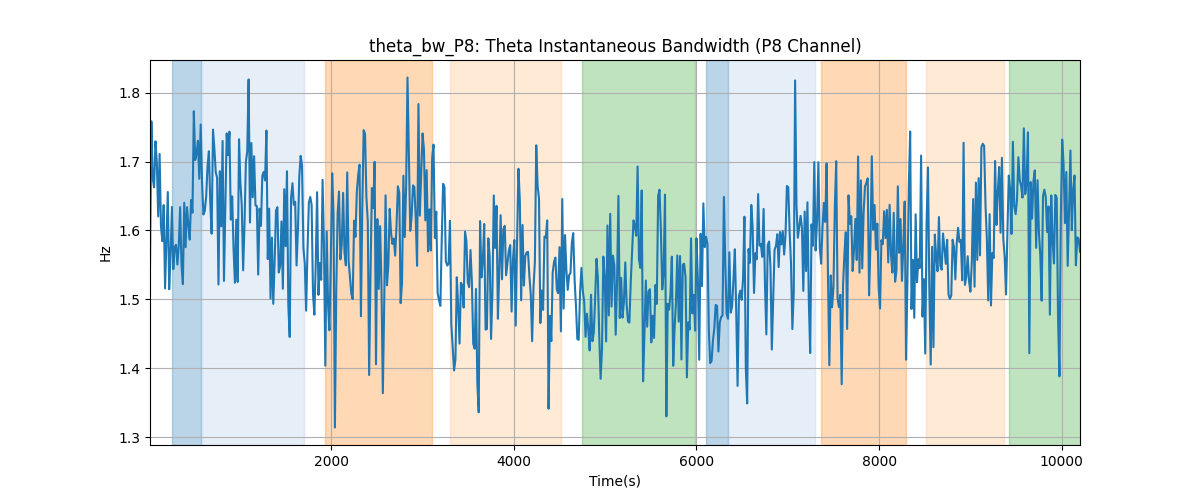 theta_bw_P8: Theta Instantaneous Bandwidth (P8 Channel)
1.8
1.7
1.6
1.5
1.4
1.3
Hz
2000 4000 6000 8000 10000
Time(s)